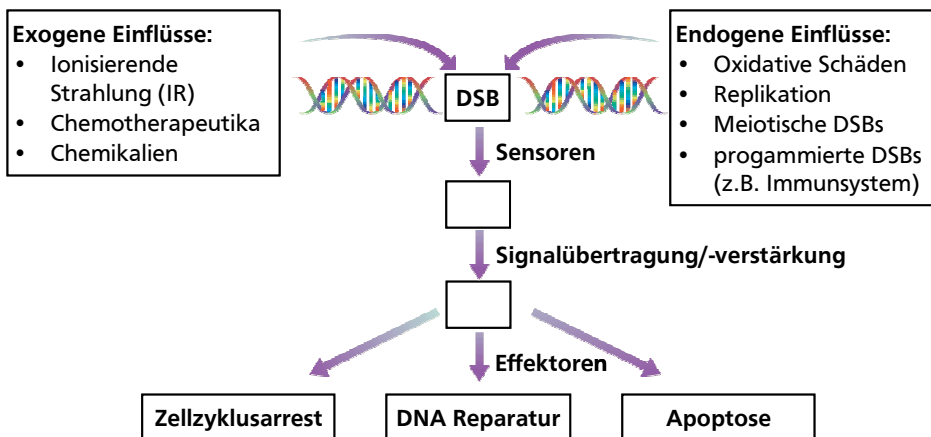 Exogene Einflüsse:
• Ionisierende
Strahlung (IR)
• Chemotherapeutika
• Chemikalien
DSB
Endogene Einflüsse:
• Oxidative Schäden
• Replikation
• Meiotische DSBs
• progammierte DSBs
(z.B. Immunsystem)
Sensoren
Signalübertragung/-verstärkung
Effektoren
Zellzyklusarrest
DNA Reparatur
Apoptose